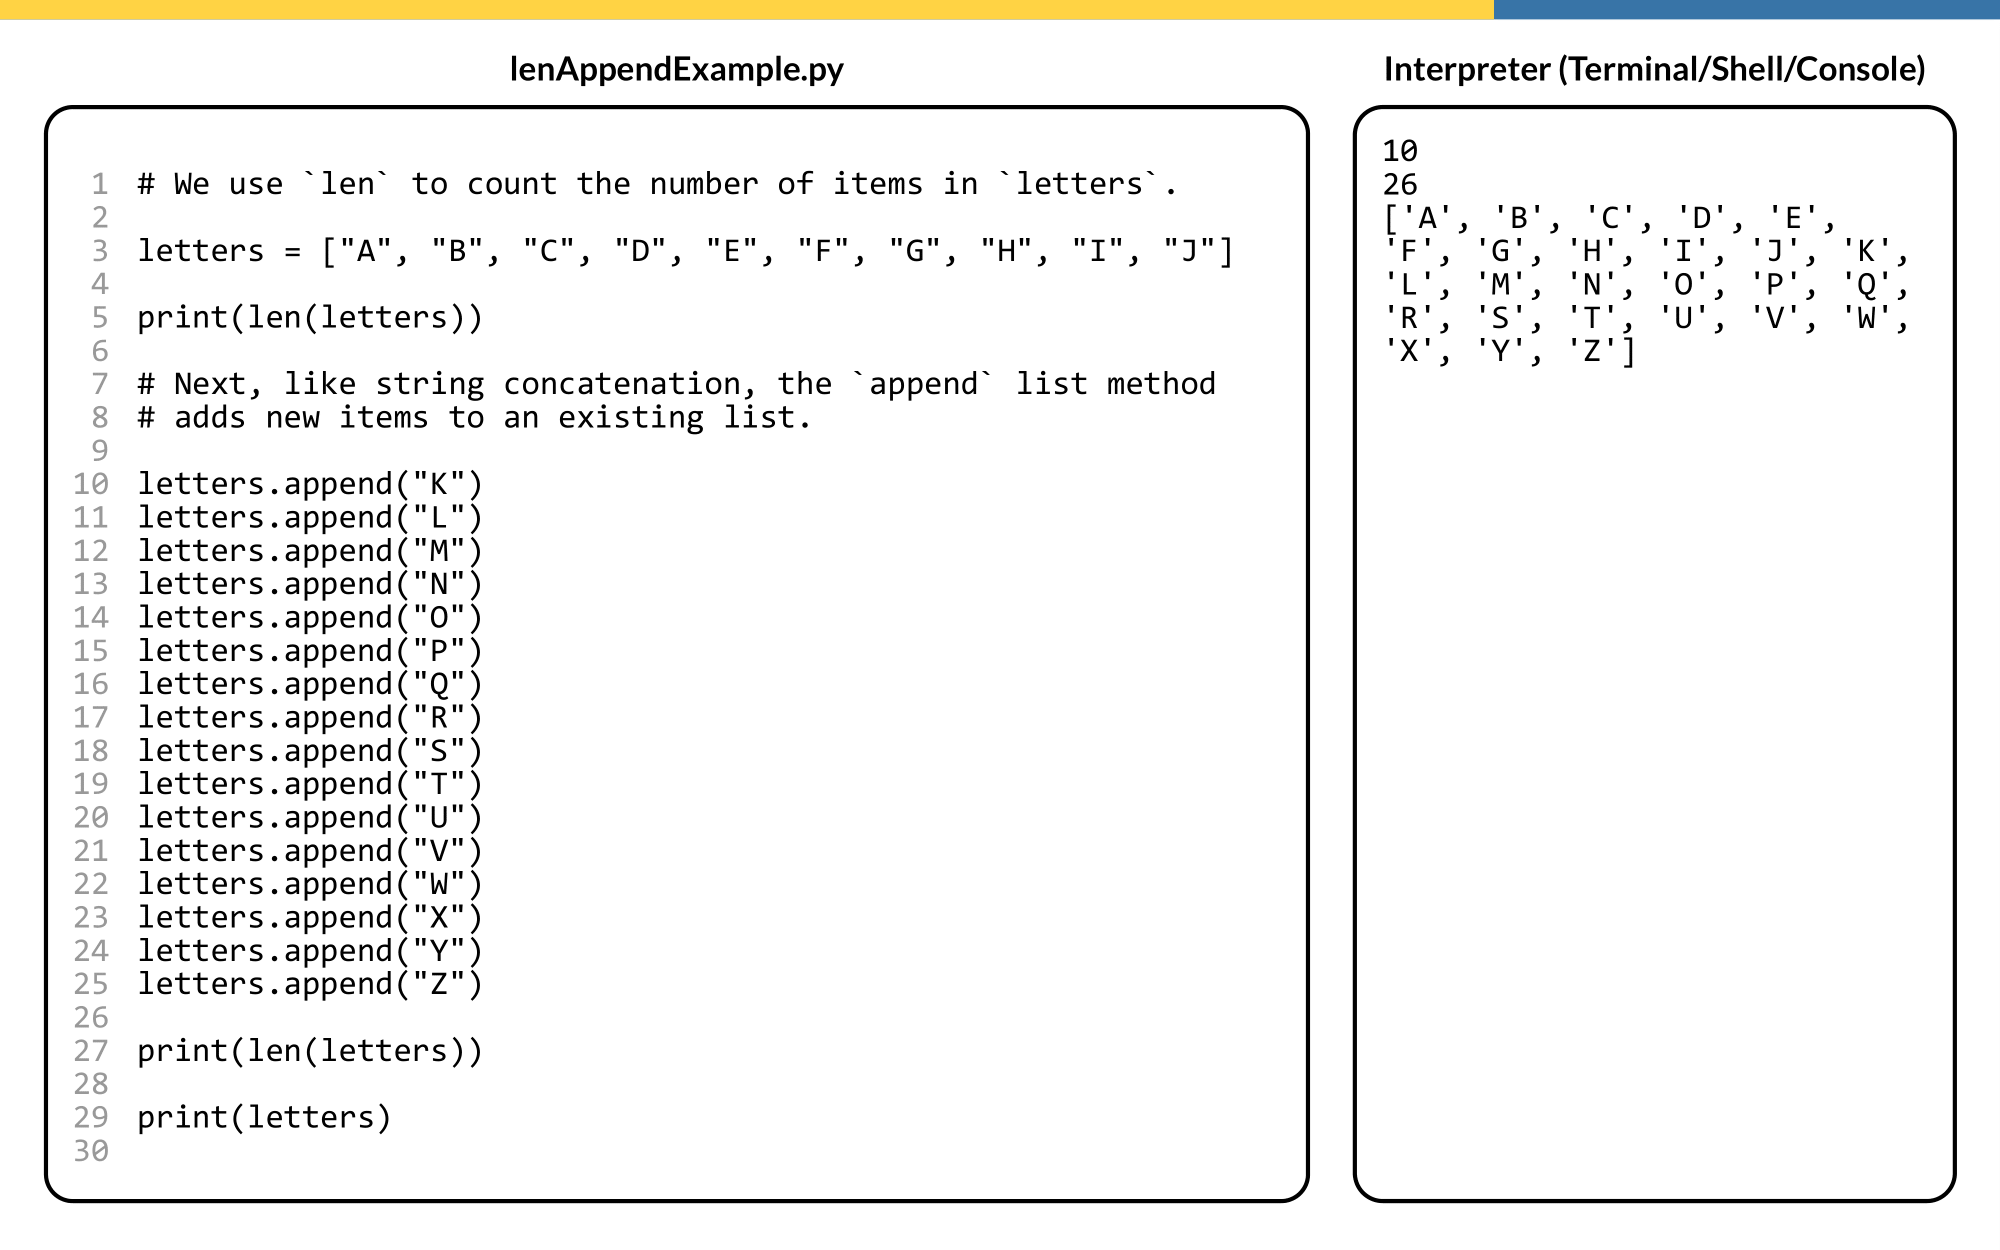 lenAppendExample.py
1 # We use `len` to count the number of items in `letters`.
2
3 letters = ["A", "B", "C", "D", "E", "F", "G", "H", "I", "J"]
4
5 print(len(letters))
6
7 # Next, like string concatenation, the `append` list method
8 # adds new items to an existing list.
9
10 letters.append("K")
11 letters.append("L")
12 letters.append("M")
13 letters.append("N")
14 letters.append("O")
15 letters.append("P")
16 letters.append("Q")
17 letters.append("R")
18 letters.append("S")
19 letters.append("T")
20 letters.append("U")
21 letters.append("V")
22 letters.append("W")
23 letters.append("X")
24 letters.append("Y")
25 letters.append("Z")
26
27 print(len(letters))
28
29 print(letters)
30
Interpreter (Terminal/Shell/Console)
10
26
['A', 'B', 'C', 'D', 'E',
'F', 'G', 'H', 'I', 'J', 'K',
'L', 'M', 'N', 'O', 'P', 'Q',
'R', 'S', 'T', 'U', 'V', 'W',
'X', 'Y', 'Z']